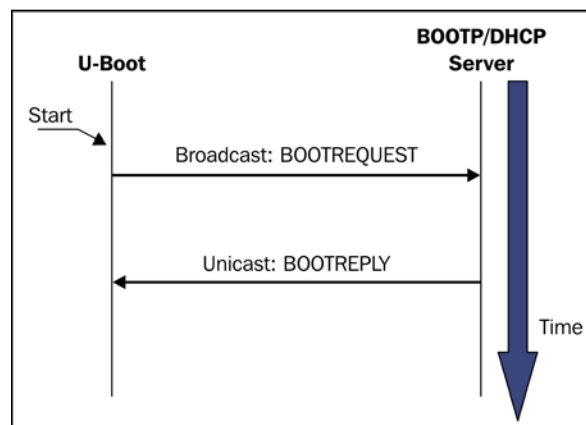 BOOTP/DHCP
U-Boot Server
Start
Broadcast: BOOTREQUEST
Unicast: BOOTREPLY
Time